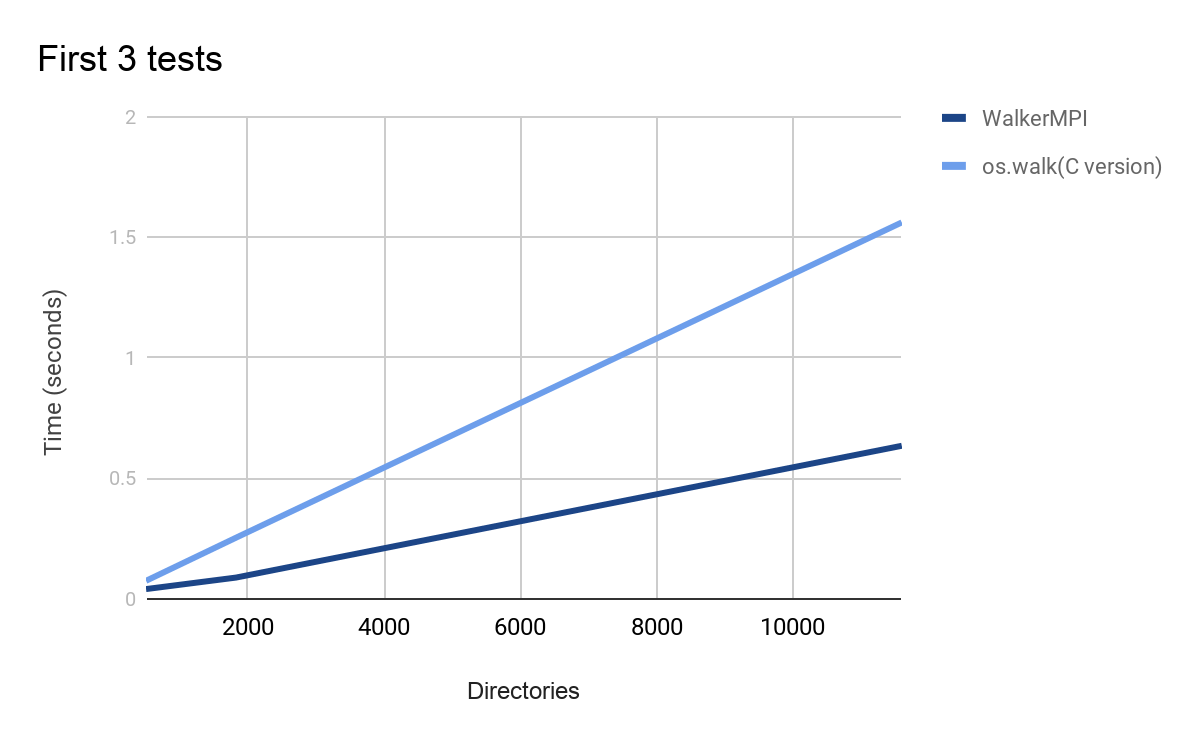 First 3 tests
WalkerMPI
os.walk(C version)
Time (seconds)
2
1.5
1
0.5
0
2000 4000 6000 8000 10000
Directories